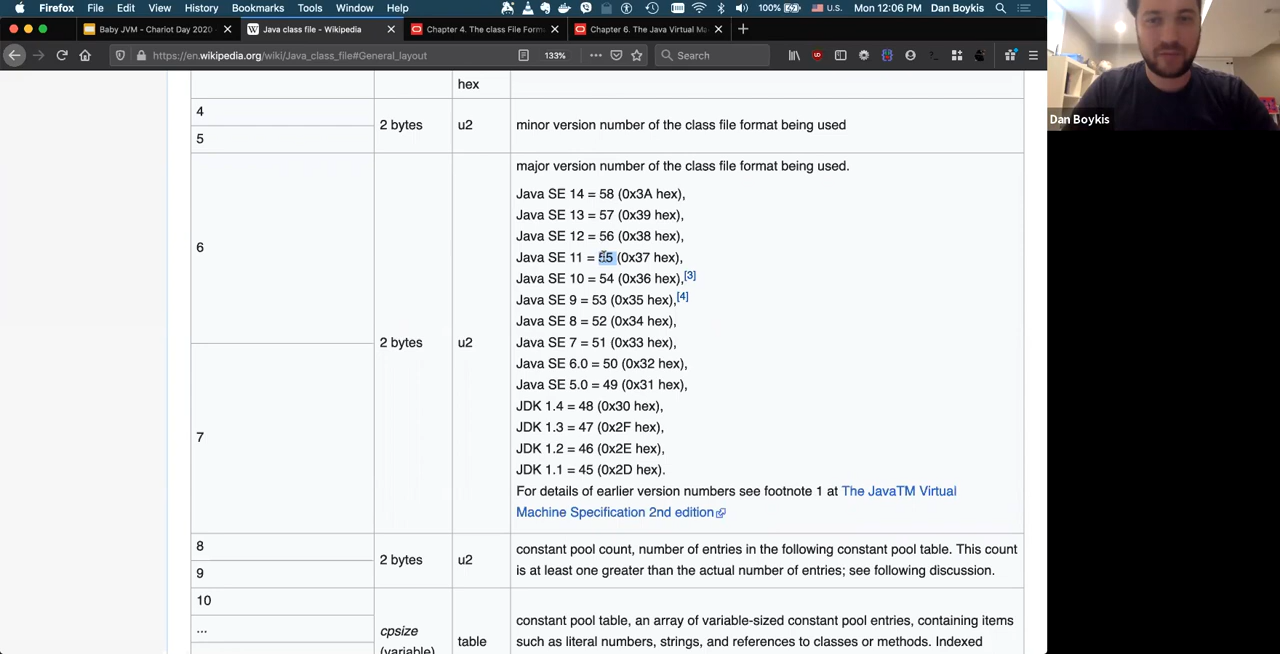 Firefox File Edit View History Bookmarks Tools Window Help 100% U.S. Mon 12:06 PM Dan Boykis
Baby JVM - Chariot Day 2020 Java class file - Wikipedia Chapter 4. The class File Forma Chapter 6. The Java Virtual Ma
https://en.wikipedia.org/wiki/Java_class_file#General_layout 133% Search
Dan Boykis
hex
4
5
2 bytes
u2
minor version number of the class file format being used
6
7
2 bytes
u2
major version number of the class file format being used.
Java SE 14 = 58 (0x3A hex),
Java SE 13 = 57 (0x39 hex),
Java SE 12 = 56 (0x38 hex),
Java SE 11 = 55 (0x37 hex),
Java SE 10 = 54 (0x36 hex),[3]
Java SE 9 = 53 (0x35 hex),[4]
Java SE 8 = 52 (0x34 hex),
Java SE 7 = 51 (0x33 hex),
Java SE 6.0 = 50 (0x32 hex),
Java SE 5.0 = 49 (0x31 hex),
JDK 1.4 = 48 (0x30 hex),
JDK 1.3 = 47 (0x2F hex),
JDK 1.2 = 46 (0x2E hex),
JDK 1.1 = 45 (0x2D hex).
For details of earlier version numbers see footnote 1 at The JavaTM Virtual
Machine Specification 2nd edition
8
9
2 bytes
u2
constant pool count, number of entries in the following constant pool table. This count
is at least one greater than the actual number of entries; see following discussion.
10
...
cpsize
(variable)
table
constant pool table, an array of variable-sized constant pool entries, containing items
such as literal numbers, strings, and references to classes or methods. Indexed